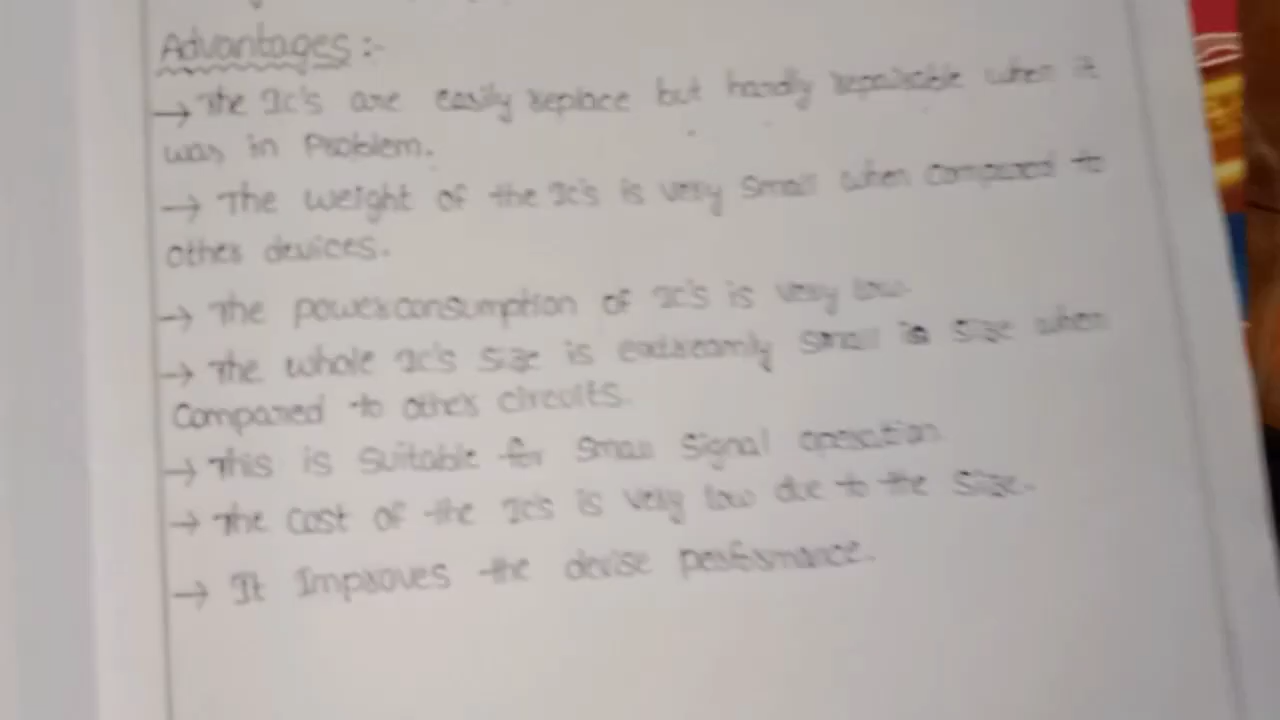 Advantages :-
→ The Ic's are easily replace but hardly repairable when it
was in Problem.
→ The weight of the Ic's is very small when compared to
other devices.
→ The powerconsumption of Ic's is very low.
→ The whole Ic's size is extreamly small in size when
Compared to other circuits.
→ This is suitable for small signal operation
→ The cost of the Ic's is very low due to the size.
→ It Improves the devise performance.